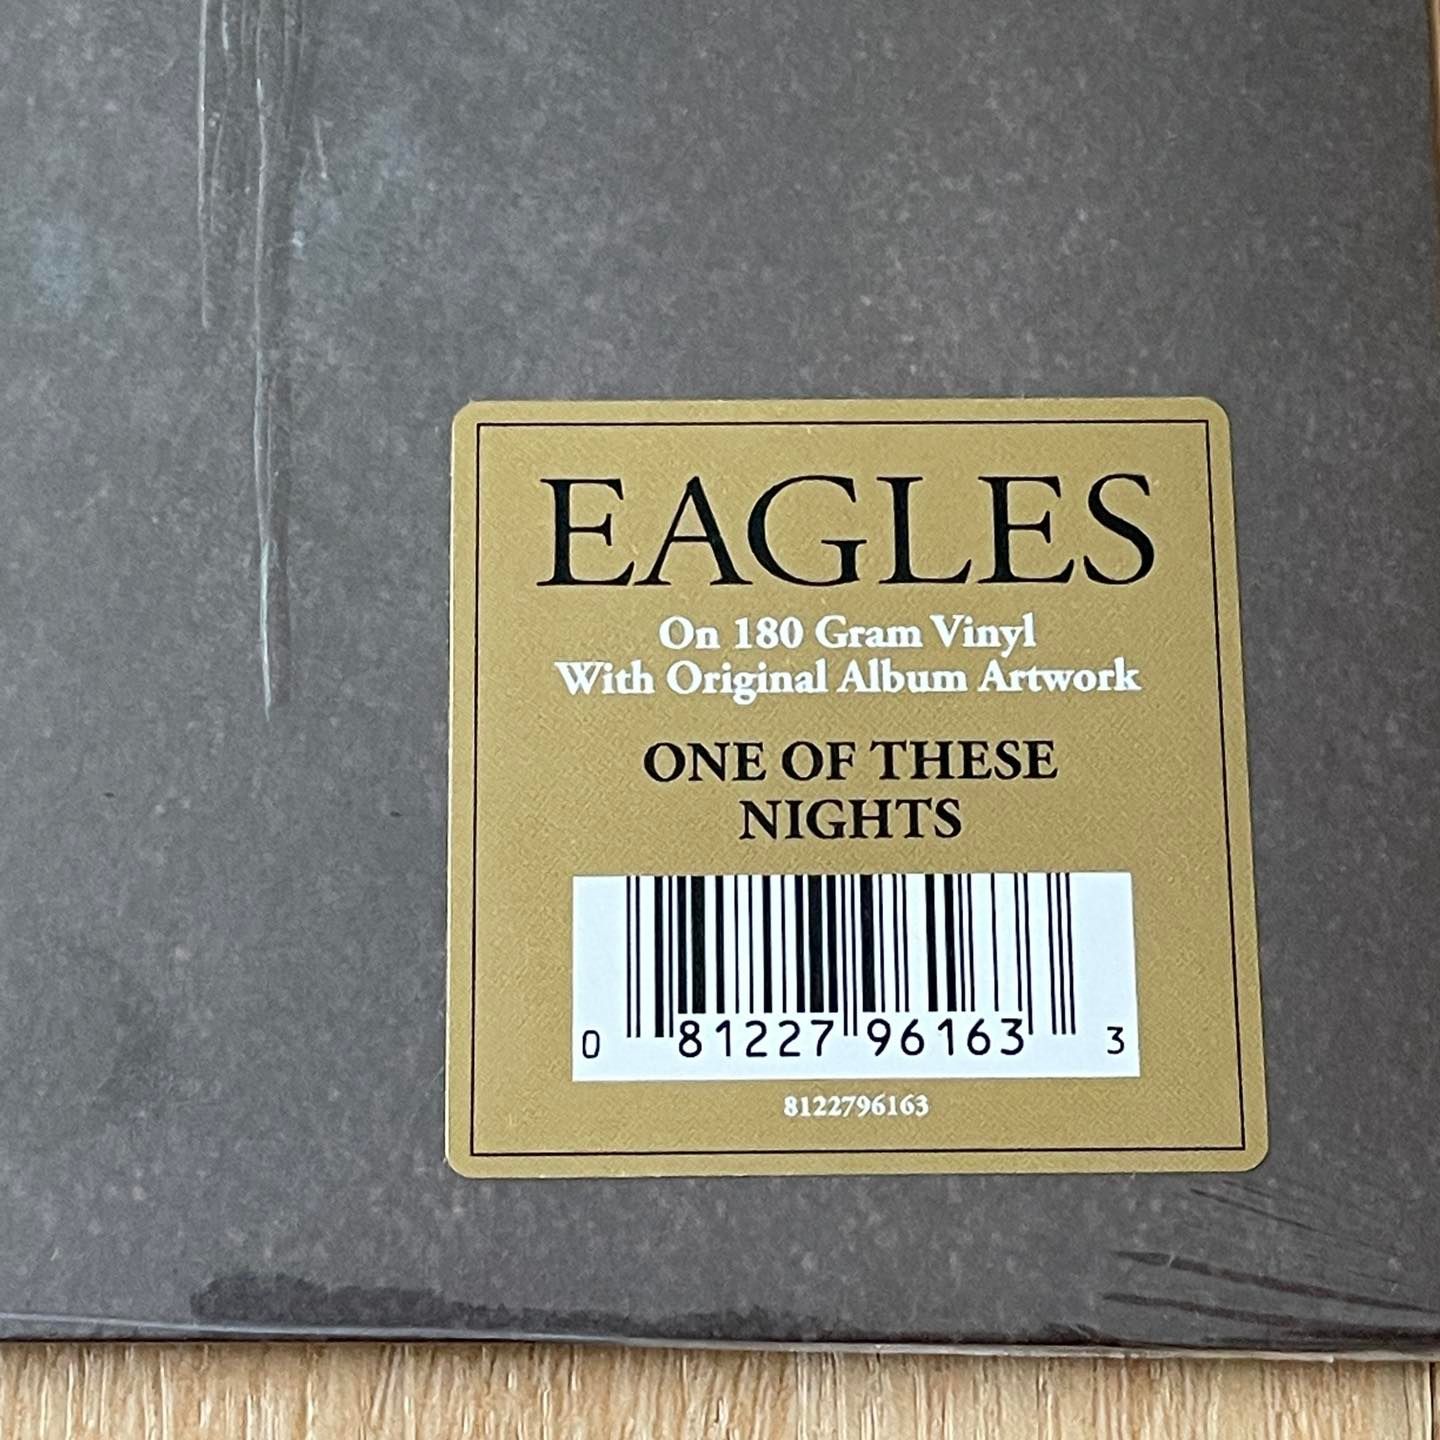 EAGLES
On 180 Gram Vinyl
With Original Album Artwork
ONE OF THESE
NIGHTS
0 81227 96163 3
8122796163